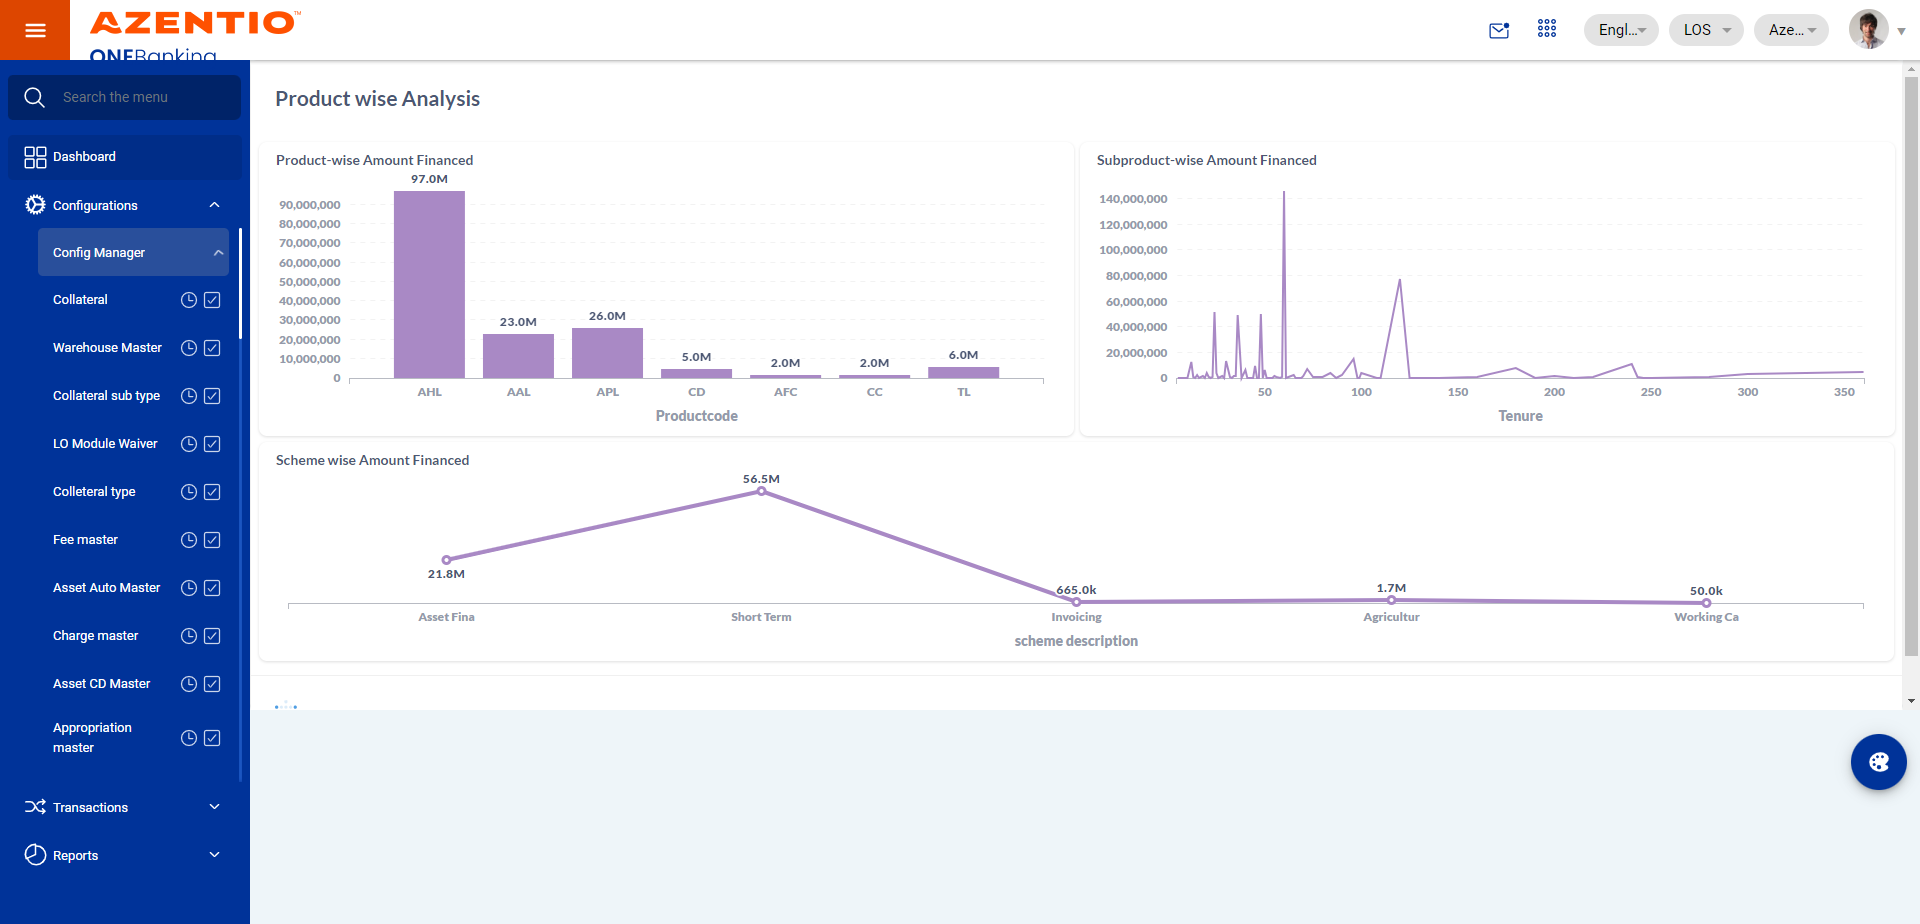 AZENTIO™
ONEBanking
Engl...
LOS
Aze...
Search the menu
Dashboard
Configurations
Config Manager
Collateral
Warehouse Master
Collateral sub type
LO Module Waiver
Colleteral type
Fee master
Asset Auto Master
Charge master
Asset CD Master
Appropriation
master
Transactions
Reports
Product wise Analysis
Product-wise Amount Financed
97.0M
90,000,000
80,000,000
70,000,000
60,000,000
50,000,000
40,000,000
30,000,000
20,000,000
10,000,000
0
23.0M
26.0M
5.0M
2.0M
2.0M
6.0M
AHL AAL APL CD AFC CC TL
Productcode
Subproduct-wise Amount Financed
140,000,000
120,000,000
100,000,000
80,000,000
60,000,000
40,000,000
20,000,000
0
50 100 150 200 250 300 350
Tenure
Scheme wise Amount Financed
21.8M
56.5M
665.0k
1.7M
50.0k
Asset Fina Short Term Invoicing Agricultur Working Ca
scheme description